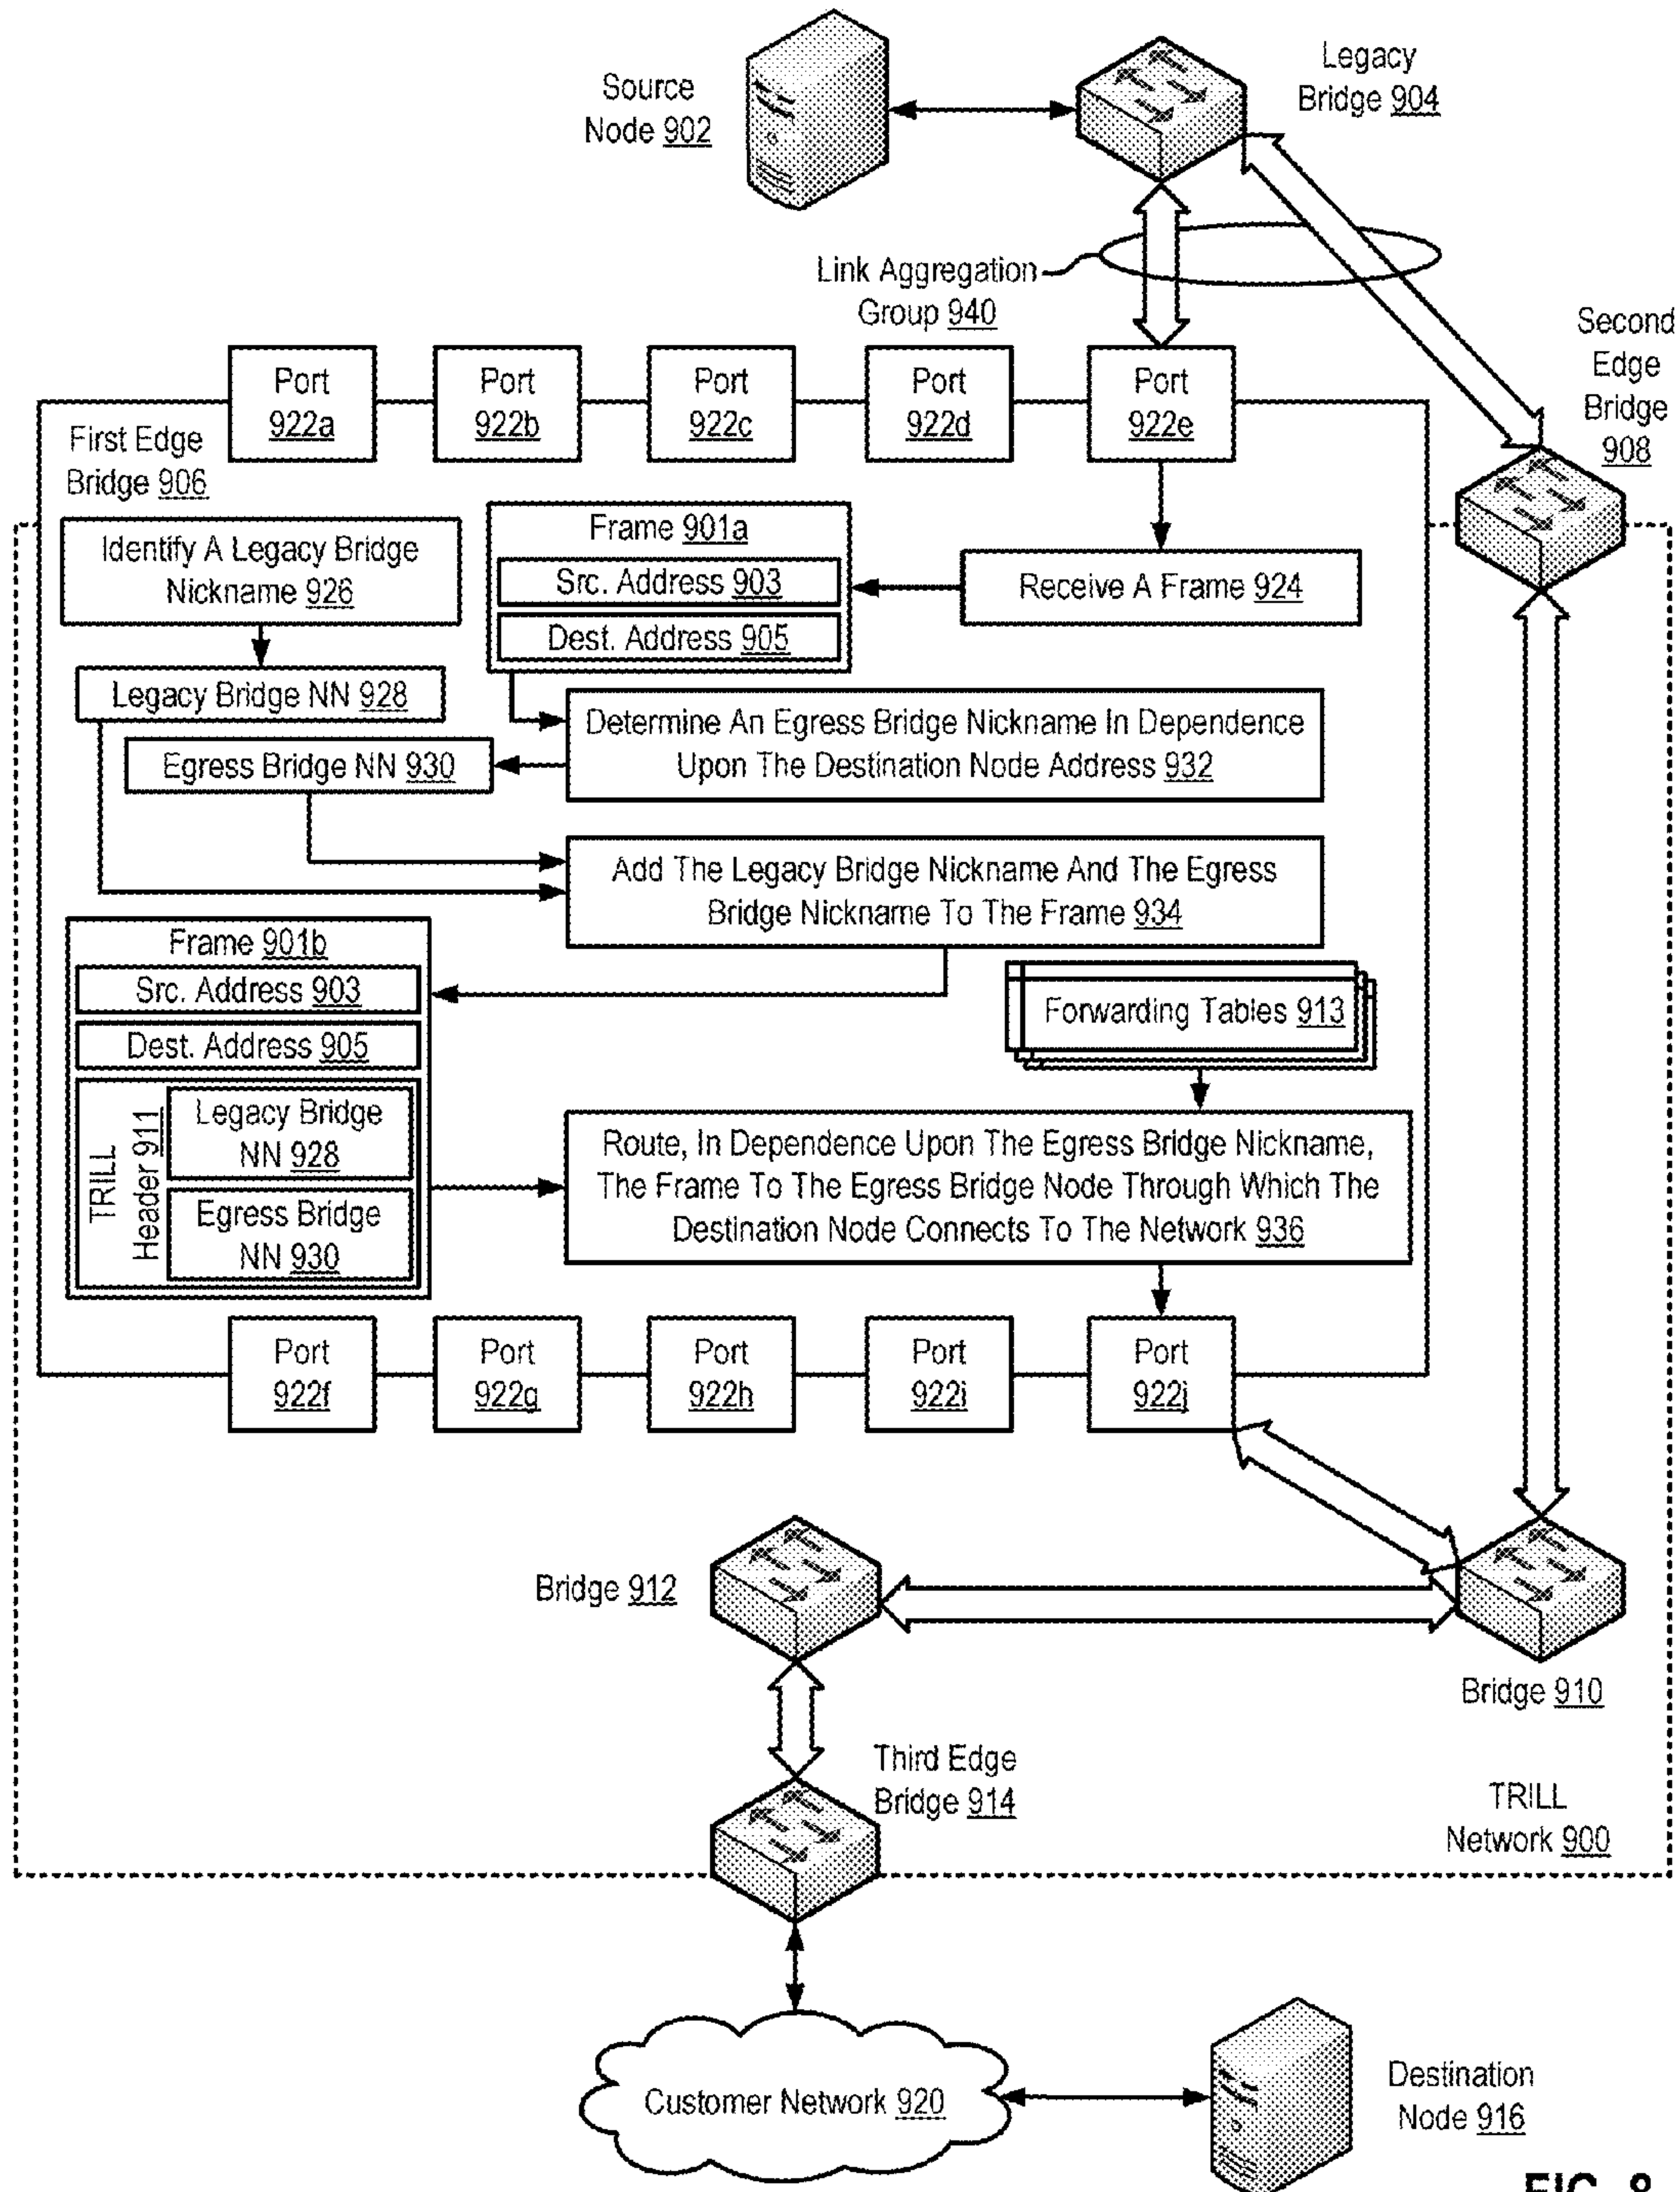 Source
Node 902
Legacy
Bridge 904
Link Aggregation
Group 940
Second
Edge
Bridge
908
Port
922a
Port
922b
Port
922c
Port
922d
Port
922e
First Edge
Bridge 906
Identify A Legacy Bridge
Nickname 926
Frame 901a
Src. Address 903
Dest. Address 905
Receive A Frame 924
Legacy Bridge NN 928
Determine An Egress Bridge Nickname In Dependence
Upon The Destination Node Address 932
Egress Bridge NN 930
Add The Legacy Bridge Nickname And The Egress
Bridge Nickname To The Frame 934
Frame 901b
Src. Address 903
Dest. Address 905
TRILL
Header 911
Legacy Bridge
NN 928
Egress Bridge
NN 930
Forwarding Tables 913
Route, In Dependence Upon The Egress Bridge Nickname,
The Frame To The Egress Bridge Node Through Which The
Destination Node Connects To The Network 936
Port
922f
Port
922g
Port
922h
Port
922i
Port
922j
Bridge 912
Bridge 910
Third Edge
Bridge 914
TRILL
Network 900
Customer Network 920
Destination
Node 916
FIG. 8